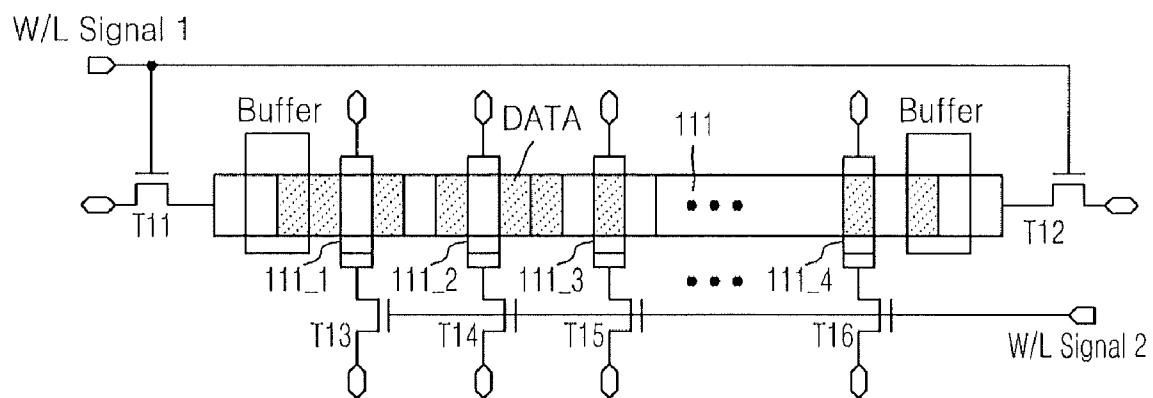 W/L Signal 1
Buffer
DATA
111
Buffer
T11
T12
111_1
111_2
111_3
111_4
T13
T14
T15
T16
W/L Signal 2